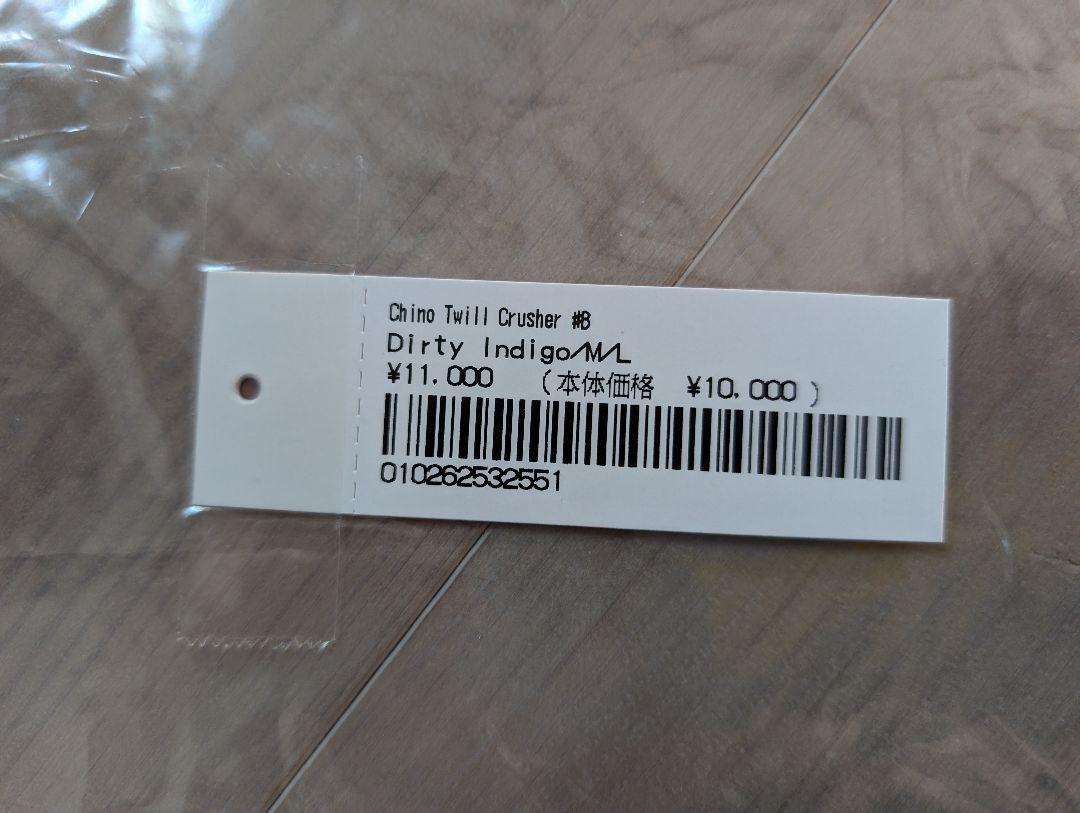 Chino Twill Crusher #B
Dirty Indigo/M/L
¥11,000 (本体価格 ¥10,000)
010262532551